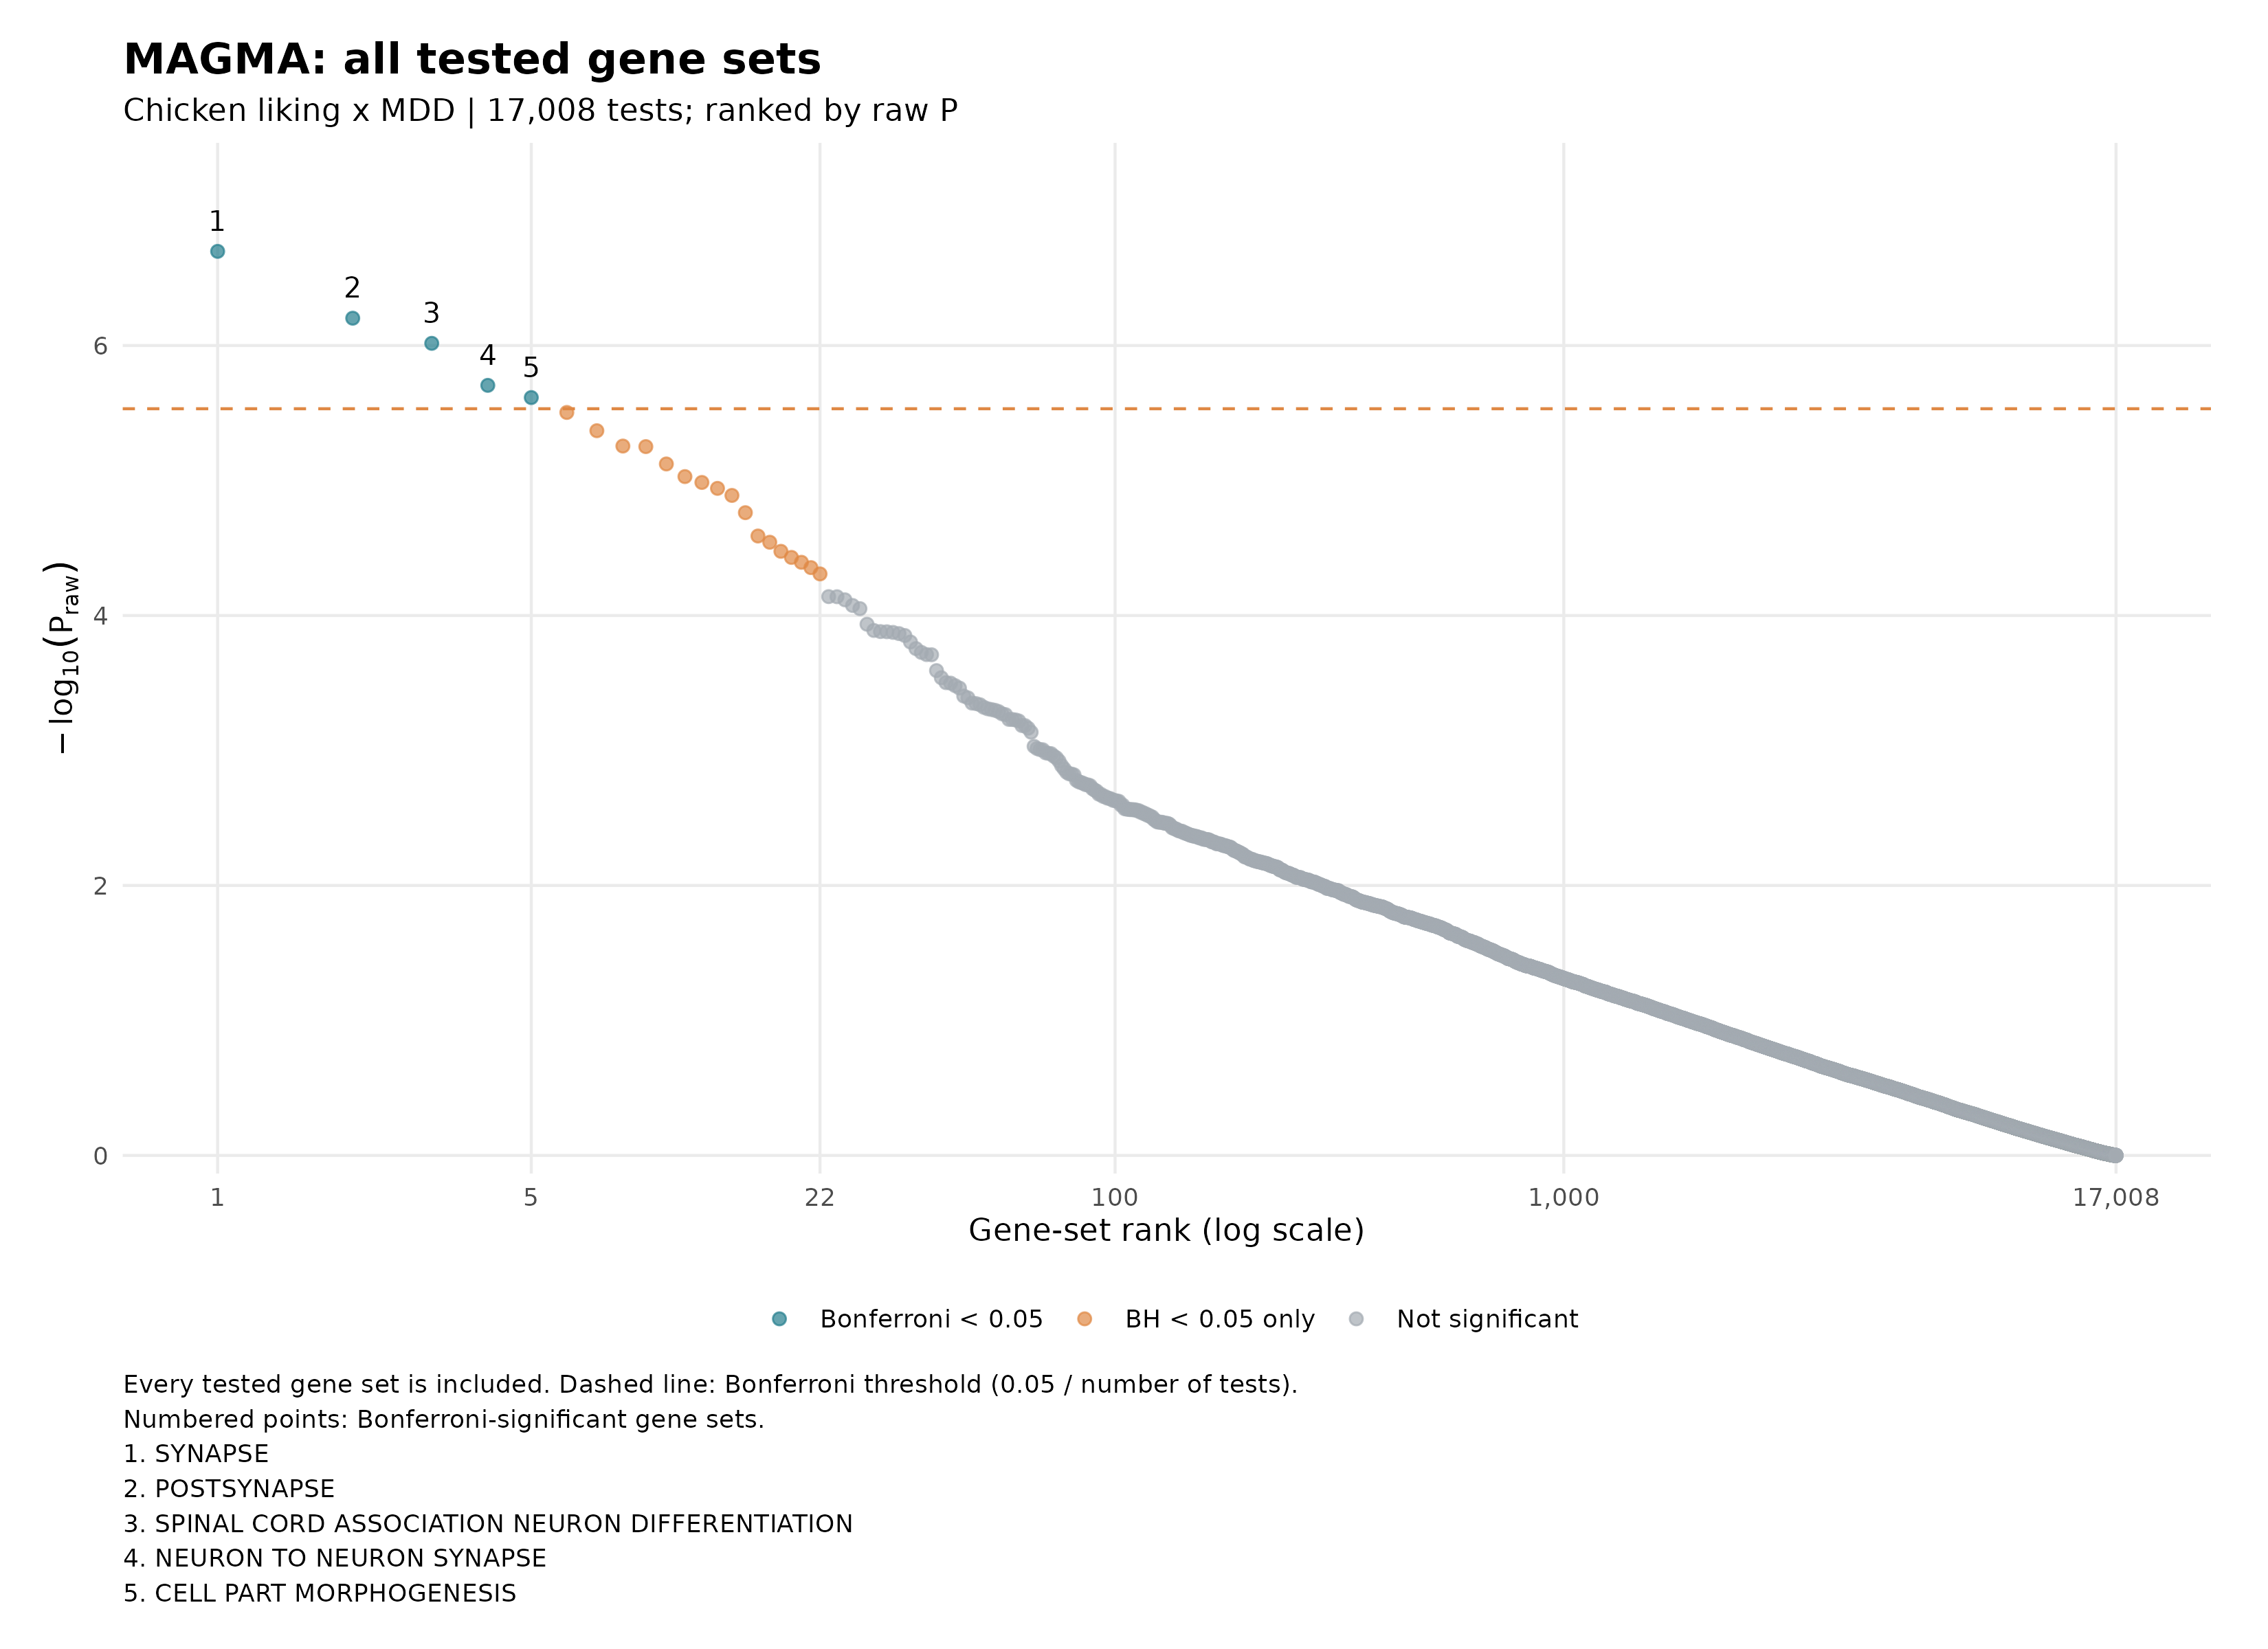 MAGMA: all tested gene sets
Chicken liking x MDD | 17,008 tests; ranked by raw P
1
2
3
4
5
6
4
2
0
− log10(Praw)
1 5 22 100 1,000 17,008
Gene-set rank (log scale)
Bonferroni < 0.05 BH < 0.05 only Not significant
Every tested gene set is included. Dashed line: Bonferroni threshold (0.05 / number of tests).
Numbered points: Bonferroni-significant gene sets.
1. SYNAPSE
2. POSTSYNAPSE
3. SPINAL CORD ASSOCIATION NEURON DIFFERENTIATION
4. NEURON TO NEURON SYNAPSE
5. CELL PART MORPHOGENESIS